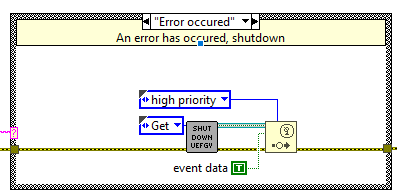 "Error occured"
An error has occured, shutdown
high priority
Get
SHUT
DOWN
UEFGV
event data
T
?